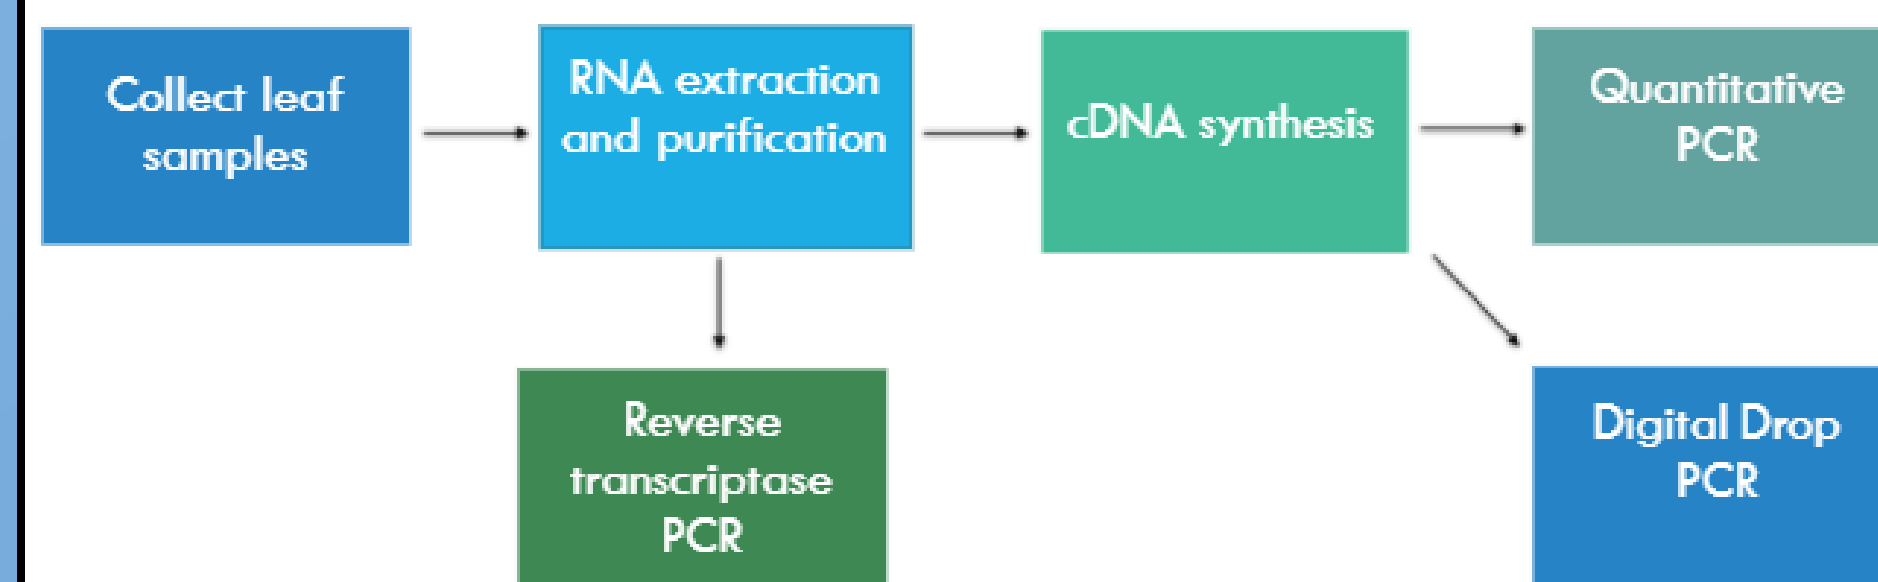 Collect leaf
samples
RNA extraction
and purification
cDNA synthesis
Quantitative
PCR
Reverse
transcriptase
PCR
Digital Drop
PCR